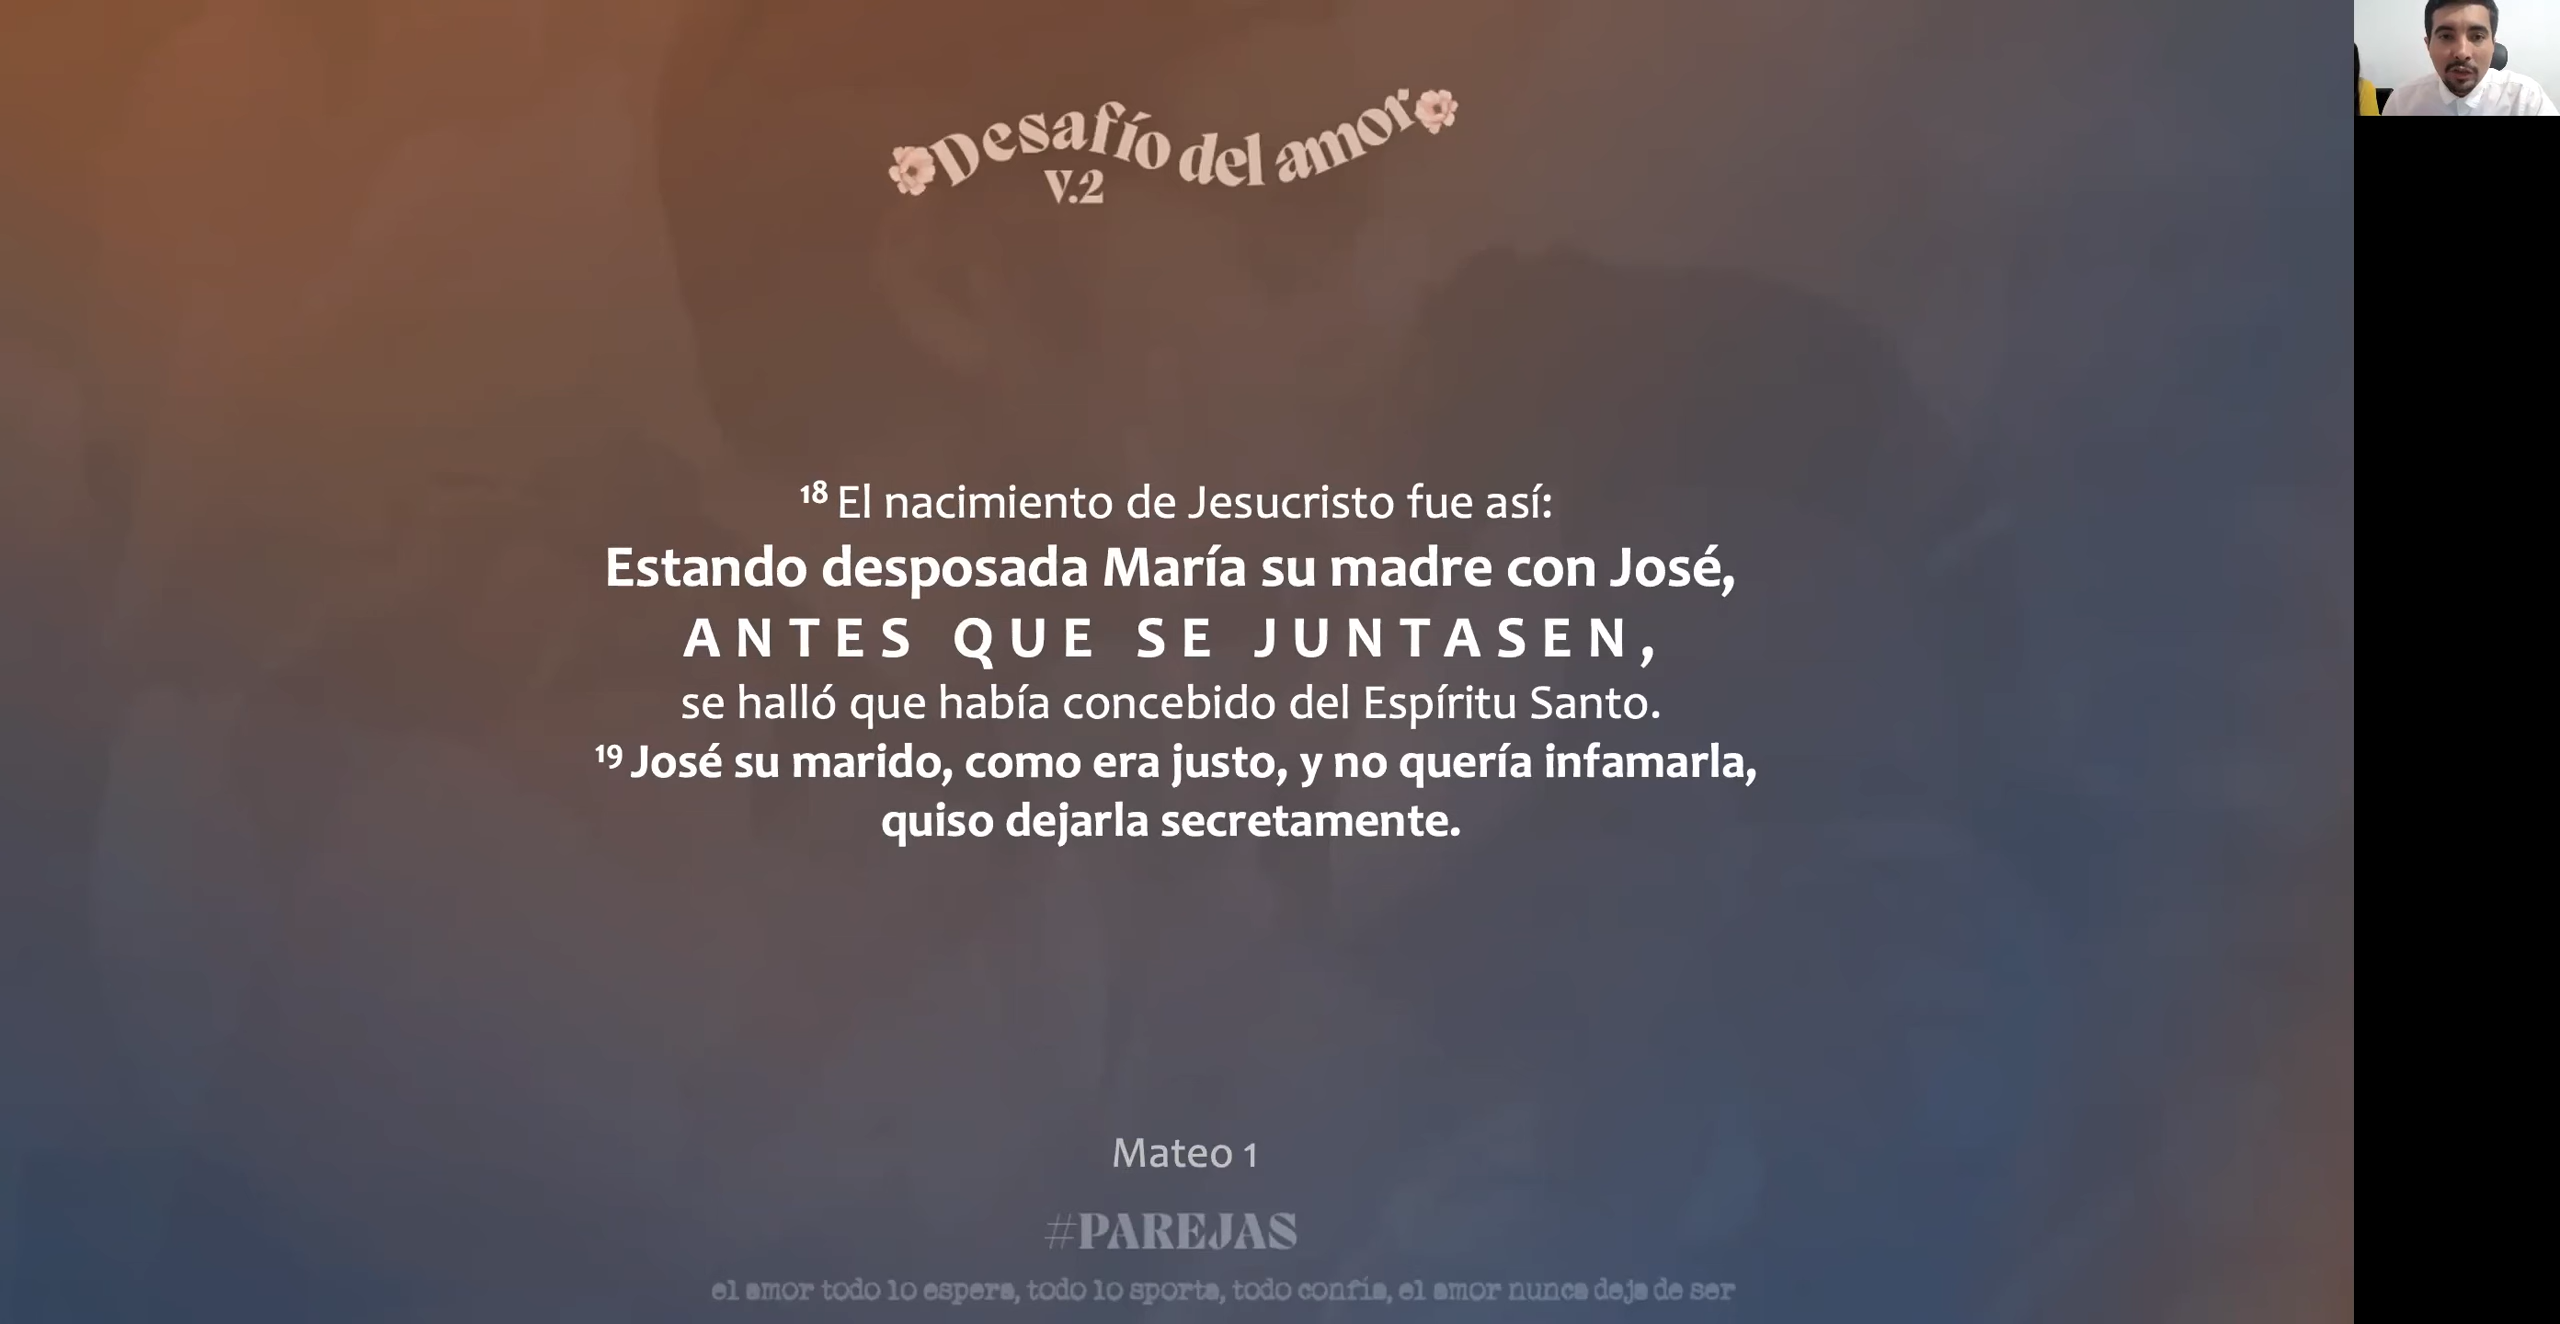 Desafío del amor
V.2
18 El nacimiento de Jesucristo fue así:
Estando desposada María su madre con José,
ANTES QUE SE JUNTASEN,
se halló que había concebido del Espíritu Santo.
19 José su marido, como era justo, y no quería infamarla,
quiso dejarla secretamente.
Mateo 1
#PAREJAS
el amor todo lo espera, todo lo sporta, todo confía, el amor nunca deja de ser